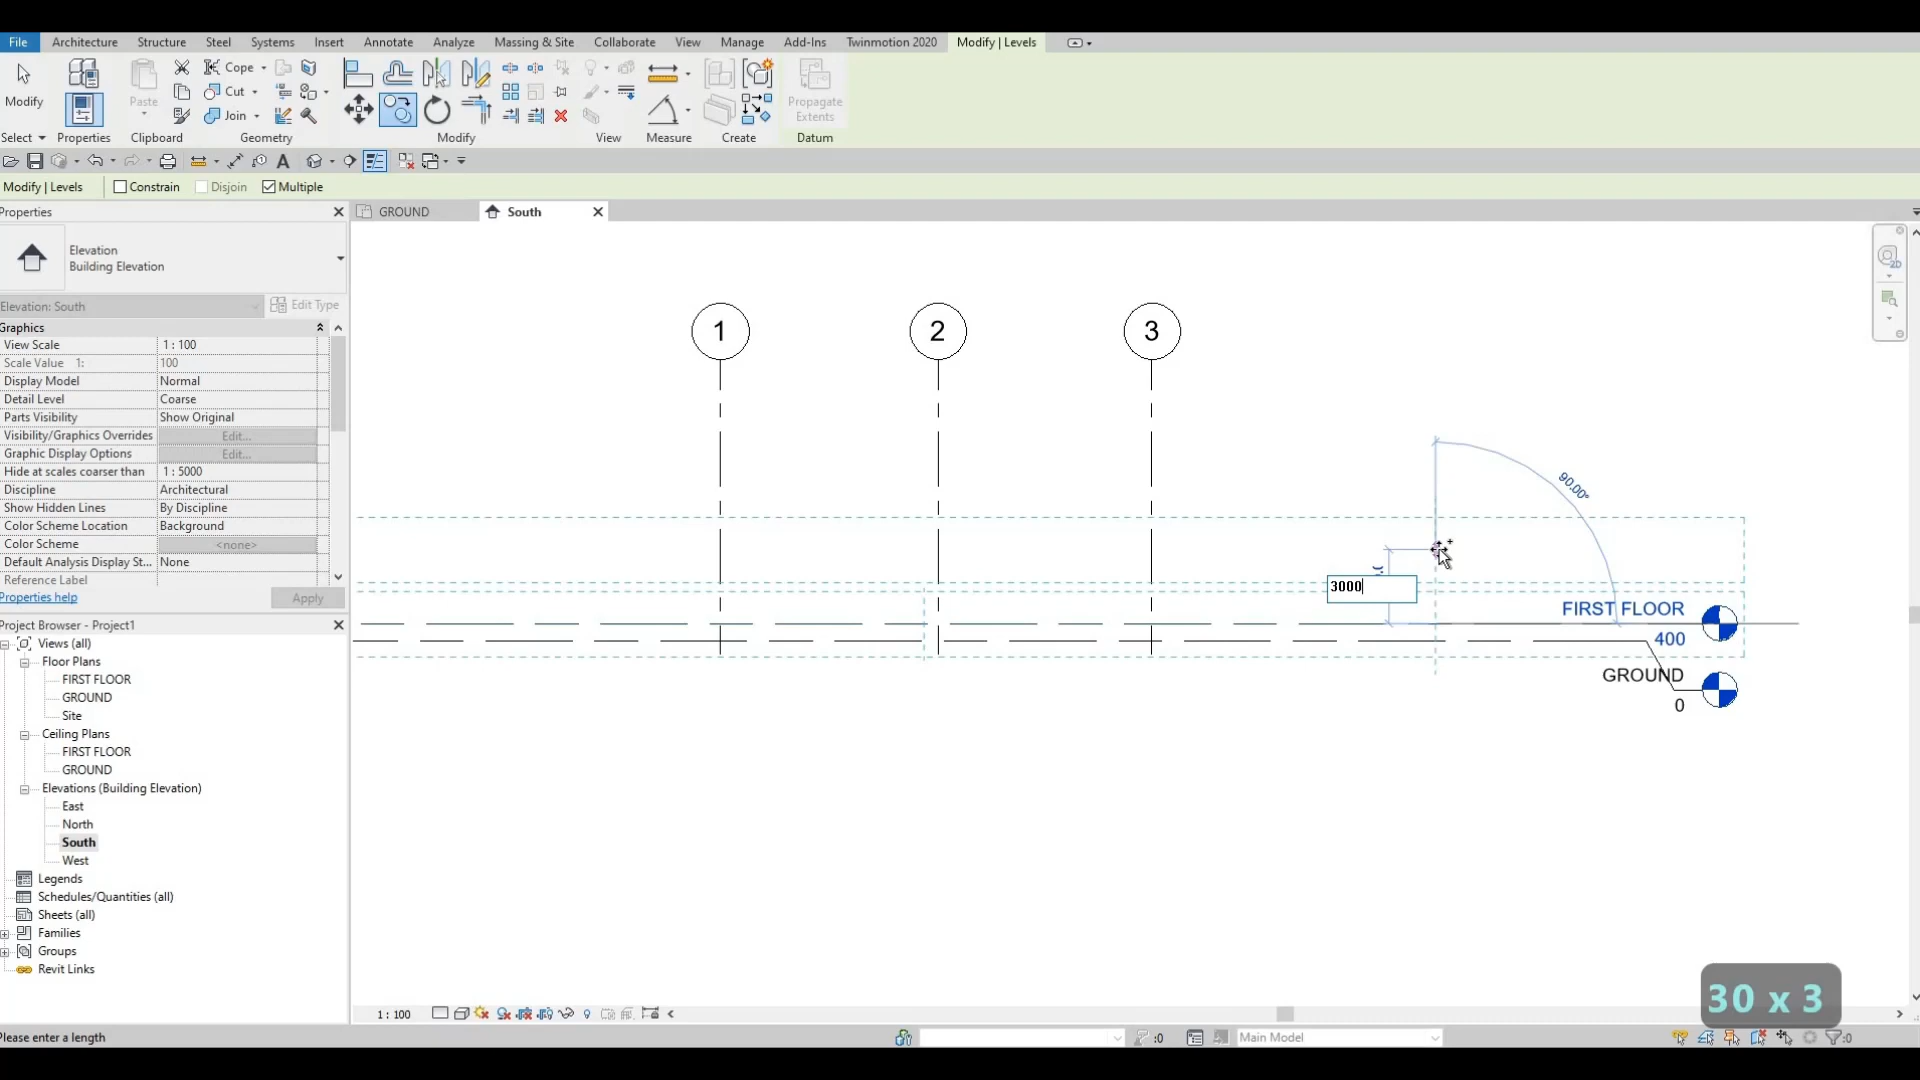 File Architecture Structure Steel Systems Insert Annotate Analyze Massing & Site Collaborate View Manage Add-Ins Twinmotion 2020 Modify | Levels
Modify Paste Cope Cut Join Propagate Extents
Select Properties Clipboard Geometry Modify View Measure Create Datum
Modify | Levels Constrain Disjoin Multiple
Properties
GROUND South
Elevation
Building Elevation
Elevation: South Edit Type
Graphics
View Scale 1 : 100
Scale Value 1: 100
Display Model Normal
Detail Level Coarse
Parts Visibility Show Original
Visibility/Graphics Overrides Edit...
Graphic Display Options Edit...
Hide at scales coarser than 1 : 5000
Discipline Architectural
Show Hidden Lines By Discipline
Color Scheme Location Background
Color Scheme <none>
Default Analysis Display St... None
Reference Label
Properties help Apply
Project Browser - Project1
Views (all)
Floor Plans
FIRST FLOOR
GROUND
Site
Ceiling Plans
FIRST FLOOR
GROUND
Elevations (Building Elevation)
East
North
South
West
Legends
Schedules/Quantities (all)
Sheets (all)
Families
Groups
Revit Links
1 2 3
90.00°
3000
FIRST FLOOR
400
GROUND
0
30 x 3
1 : 100
Please enter a length :0 Main Model :0
2D